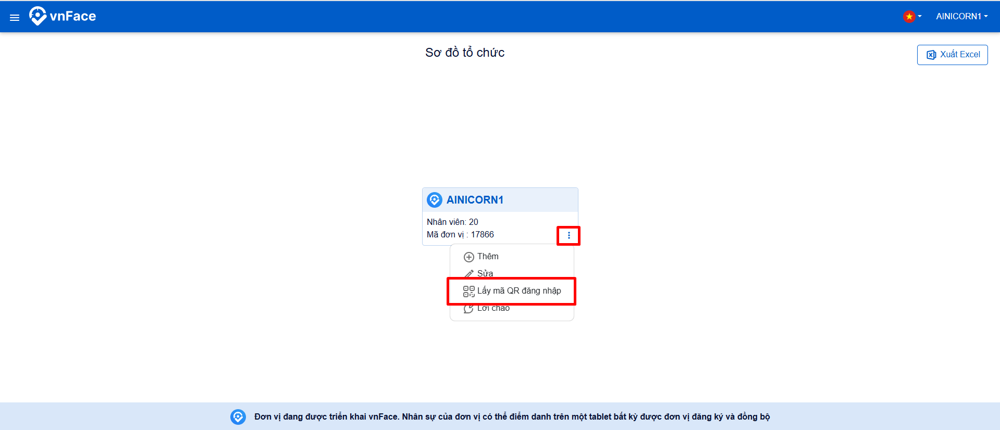 vnFace
AINICORN1
Sơ đồ tổ chức
Xuất Excel
AINICORN1
Nhân viên: 20
Mã đơn vị : 17866
Thêm
Sửa
Lấy mã QR đăng nhập
Lời chào
Đơn vị đang được triển khai vnFace. Nhân sự của đơn vị có thể điểm danh trên một tablet bất kỳ được đơn vị đăng ký và đồng bộ